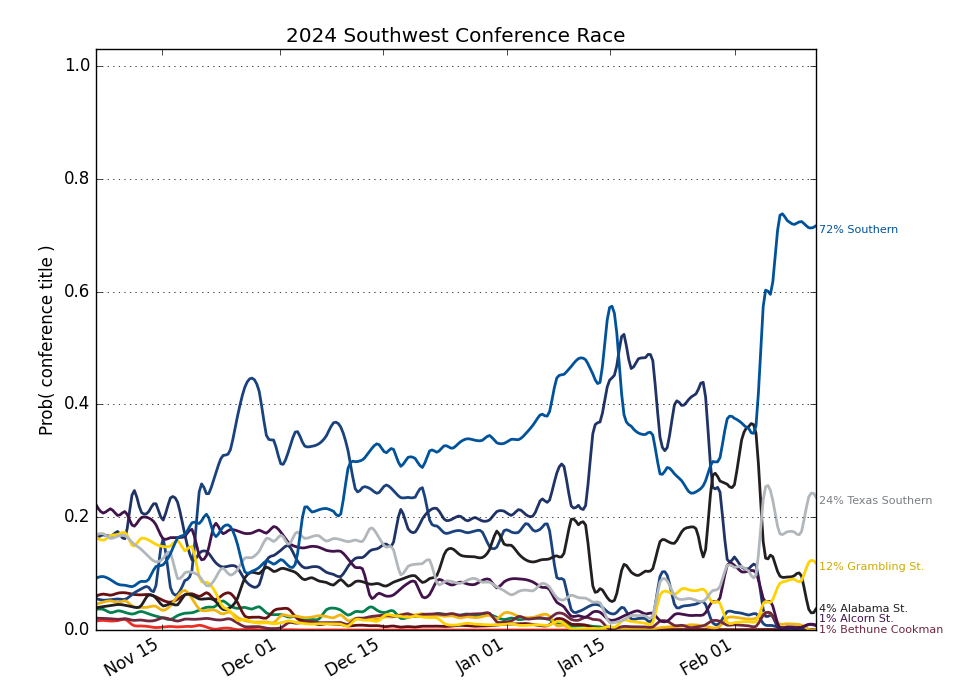 2024 Southwest Conference Race
Prob( conference title )
1.0
0.8
0.6
0.4
0.2
0.0
Nov 15
Dec 01
Dec 15
Jan 01
Jan 15
Feb 01
72% Southern
24% Texas Southern
12% Grambling St.
4% Alabama St.
1% Alcorn St.
1% Bethune Cookman